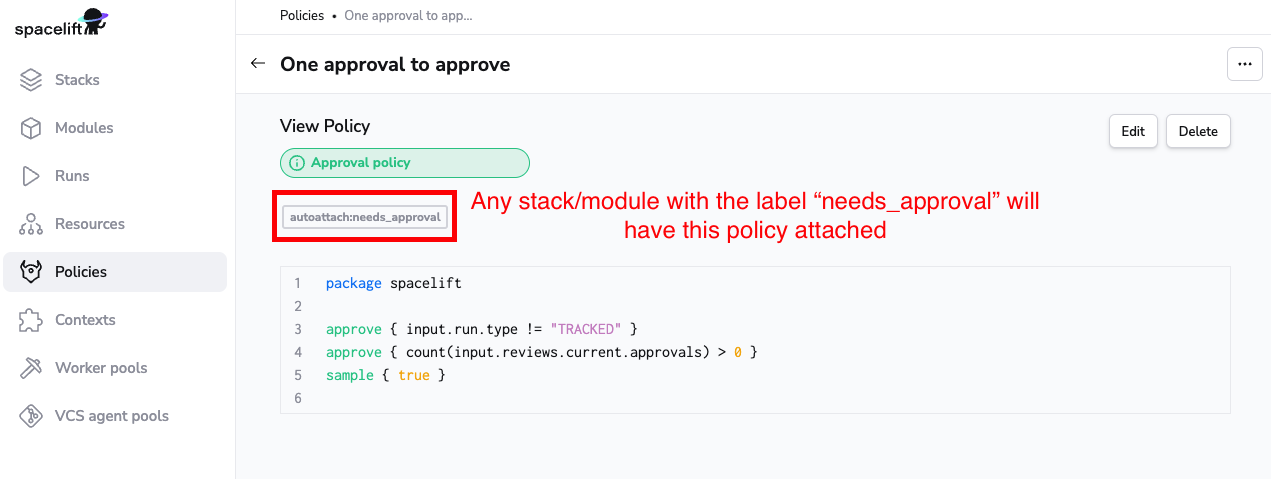 spacelift
Policies • One approval to app...
← One approval to approve
...
Stacks
Modules
Runs
Resources
Policies
Contexts
Worker pools
VCS agent pools
View Policy
Edit
Delete
Approval policy
autoattach:needs_approval
Any stack/module with the label “needs_approval” will
have this policy attached
1 package spacelift
2
3 approve { input.run.type != "TRACKED" }
4 approve { count(input.reviews.current.approvals) > 0 }
5 sample { true }
6